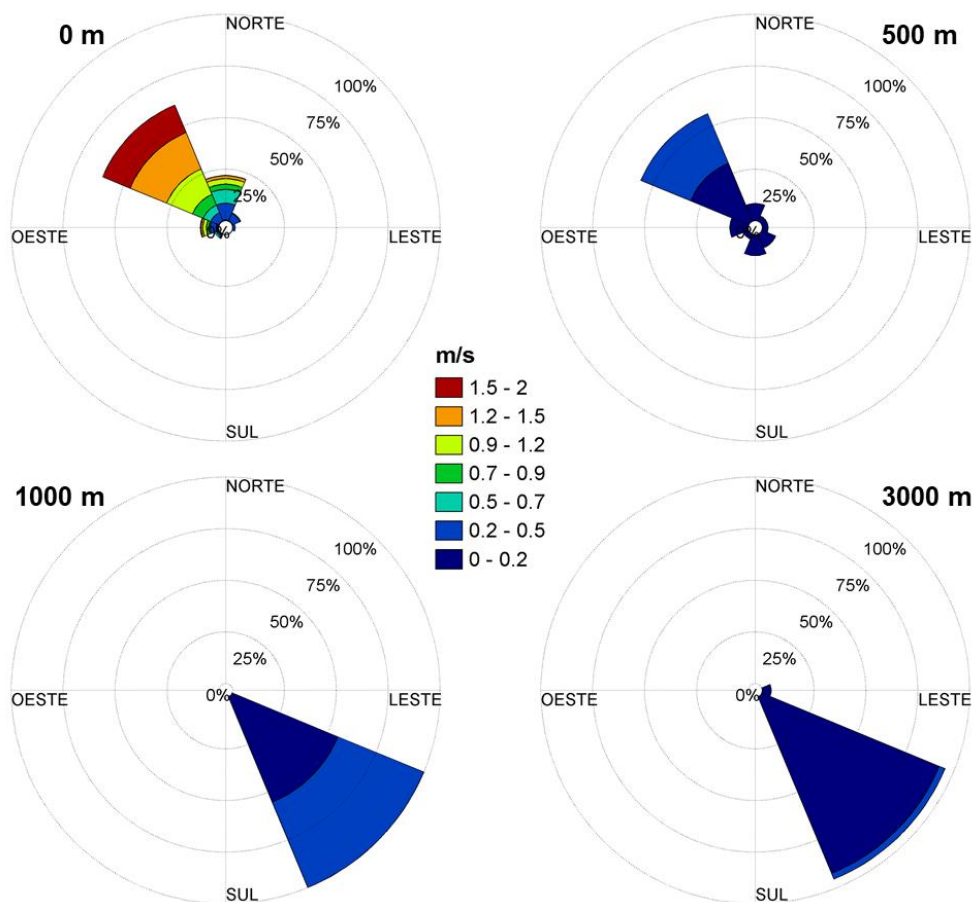 0 m
NORTE
100%
75%
50%
25%
0%
OESTE
LESTE
SUL
500 m
NORTE
100%
75%
50%
25%
0%
OESTE
LESTE
SUL
m/s
1.5 - 2
1.2 - 1.5
0.9 - 1.2
0.7 - 0.9
0.5 - 0.7
0.2 - 0.5
0 - 0.2
1000 m
NORTE
100%
75%
50%
25%
0%
OESTE
LESTE
SUL
3000 m
NORTE
100%
75%
50%
25%
0%
OESTE
LESTE
SUL